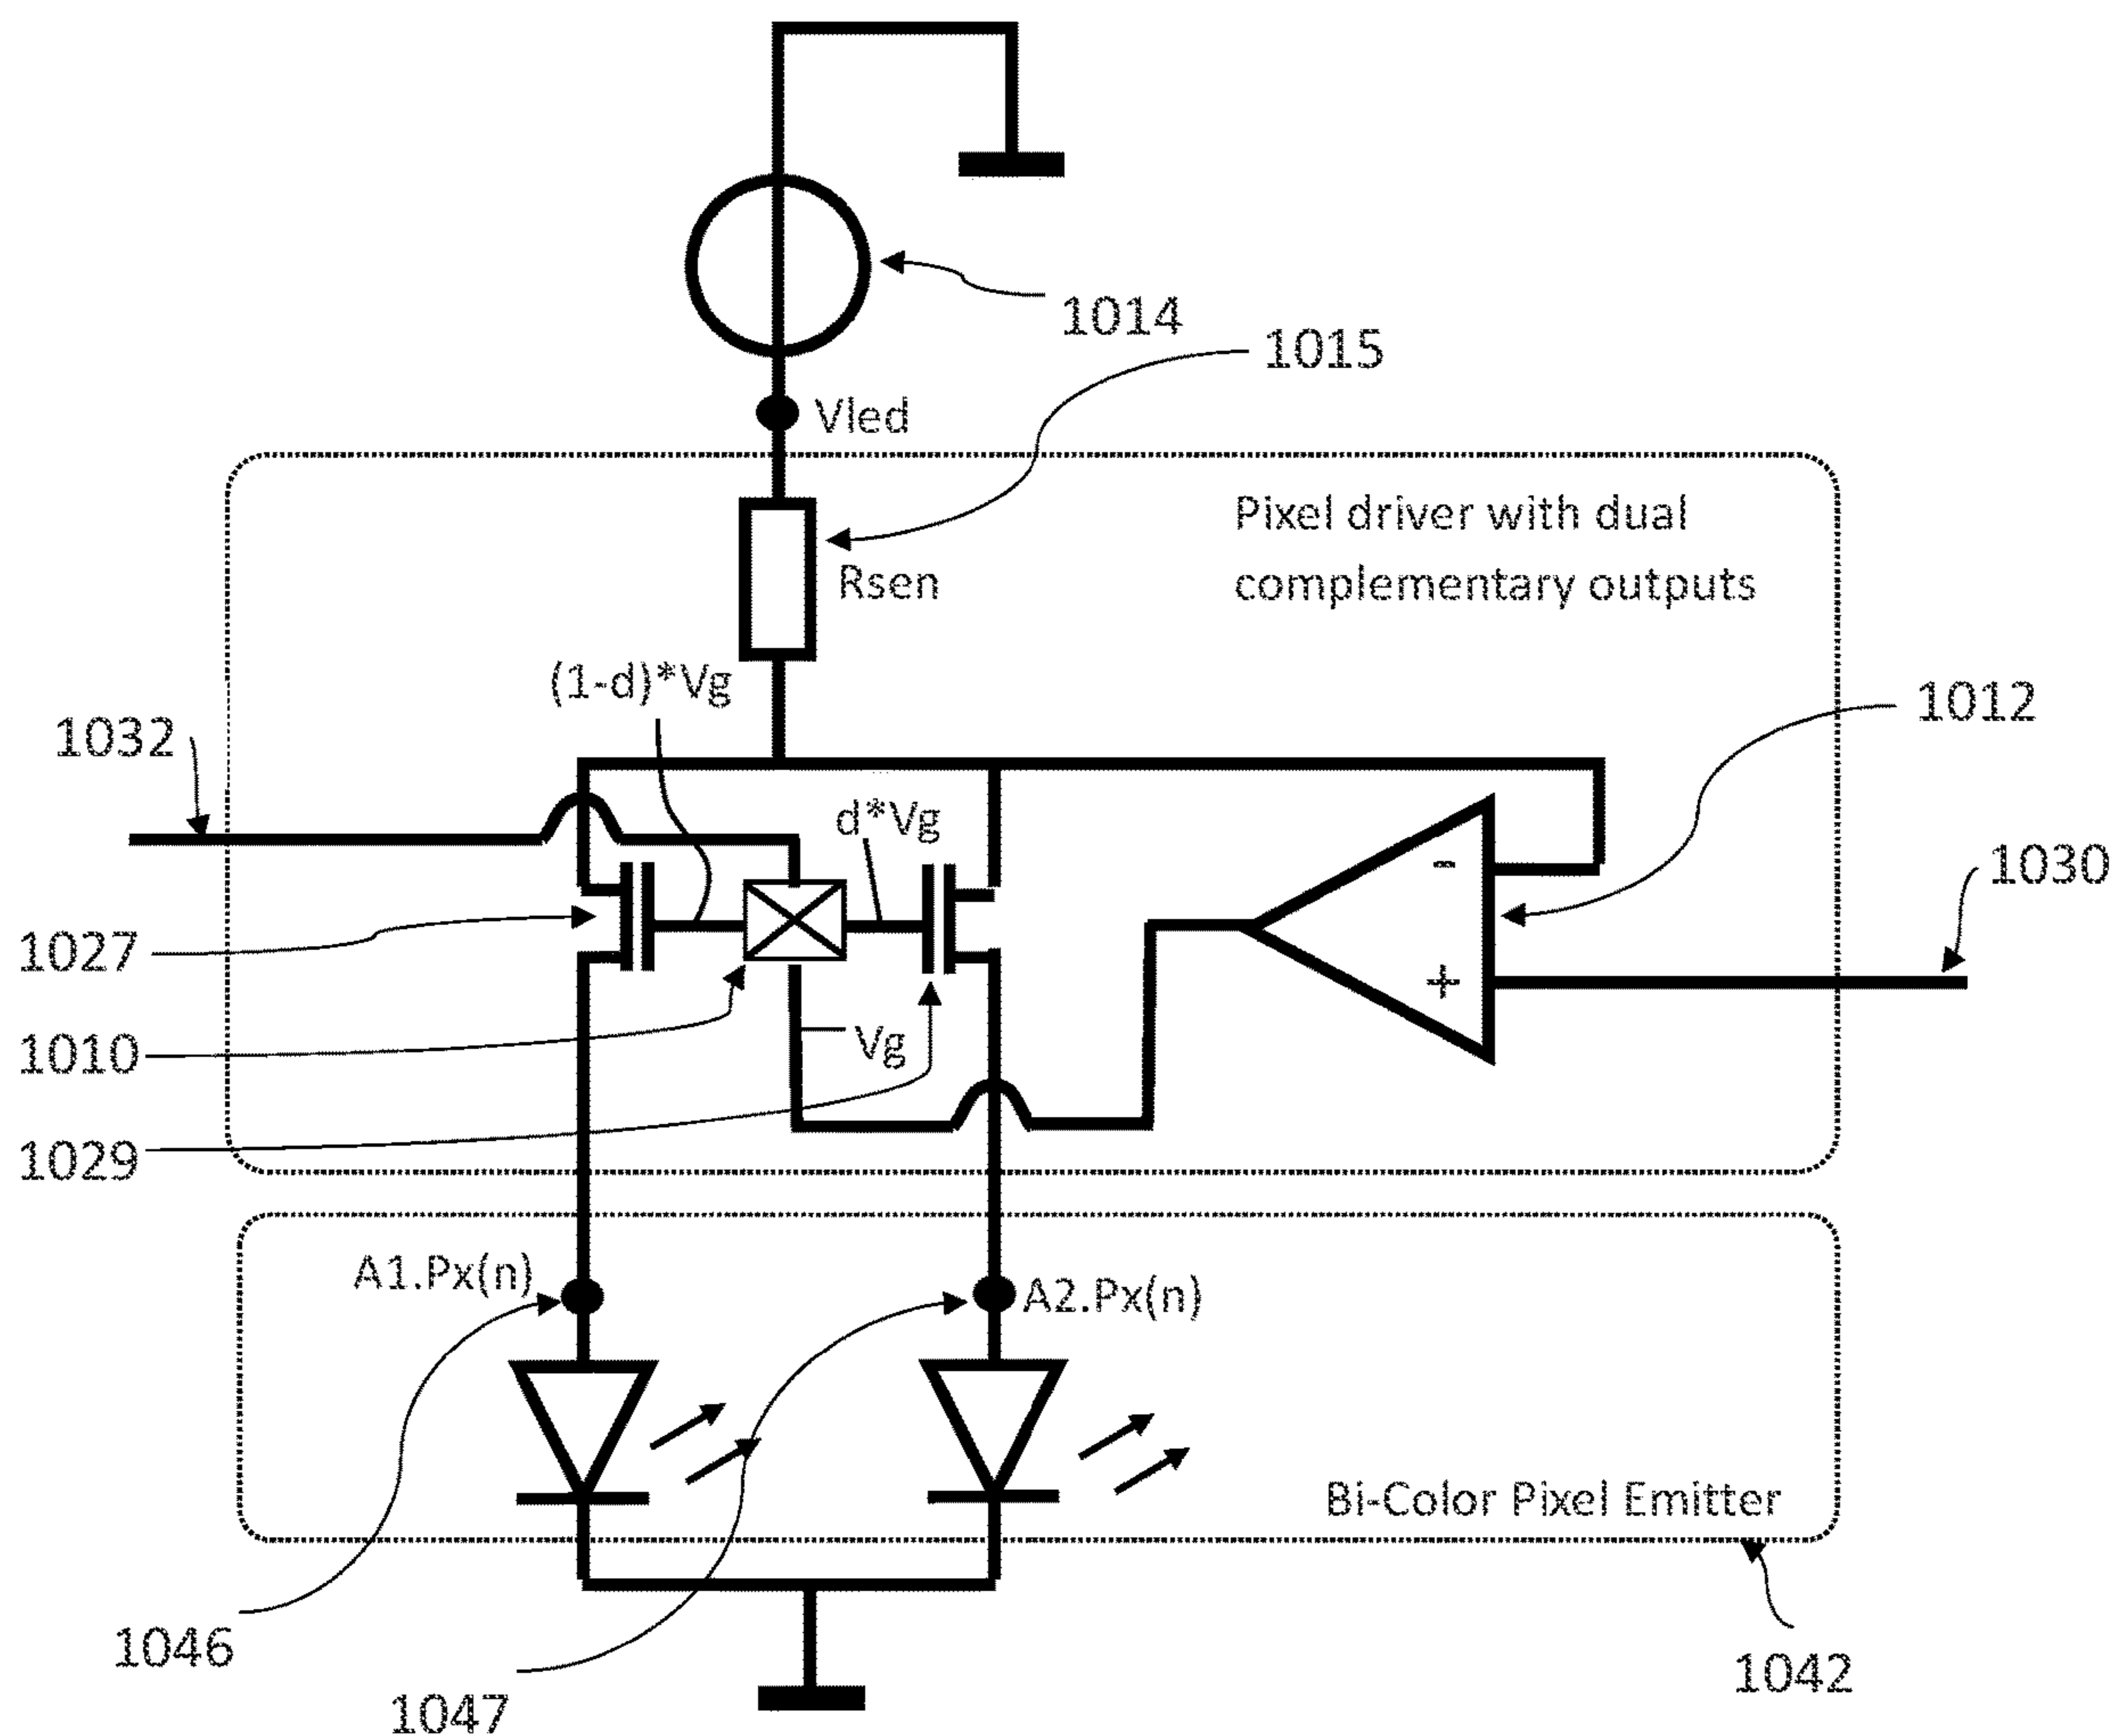 1014
1015
Vled
Pixel driver with dual
complementary outputs
Rsen
(1-d)*Vg
1032
1012
d*Vg
-
1030
1027
+
1010
Vg
1029
A1.Px(n)
A2.Px(n)
Bi-Color Pixel Emitter
1046
1047
1042